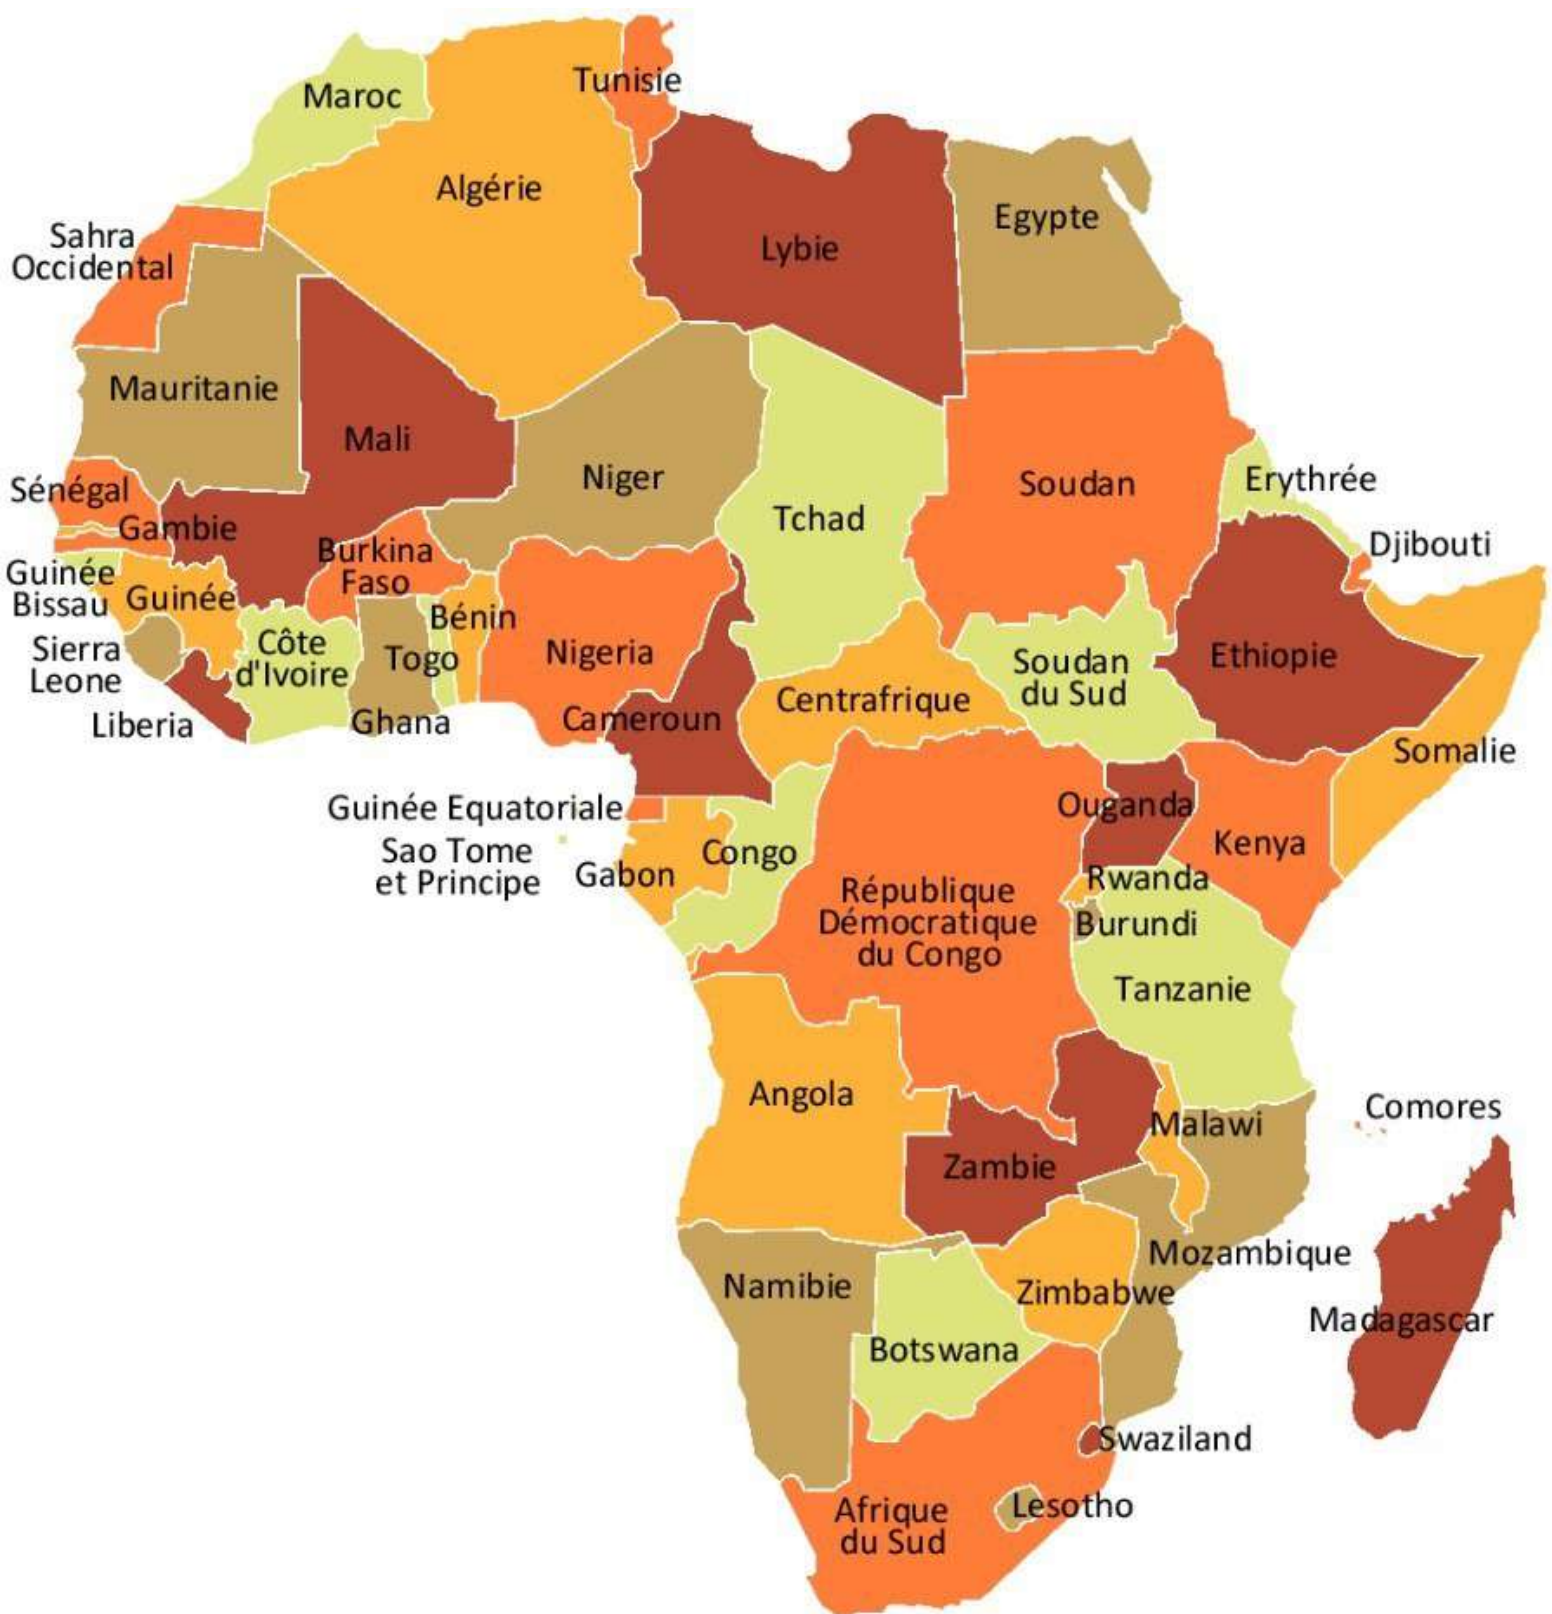 Tunisie
Maroc
Algérie
Lybie
Egypte
Sahra
Occidental
Mauritanie
Mali
Niger
Tchad
Soudan
Erythrée
Sénégal
Gambie
Djibouti
Burkina
Faso
Guinée
Bissau
Guinée
Bénin
Côte
d'Ivoire
Togo
Ghana
Nigeria
Sierra
Leone
Liberia
Cameroun
Centrafrique
Soudan
du Sud
Ethiopie
Somalie
Guinée Equatoriale
Sao Tome
et Principe
Gabon
Congo
Ouganda
Kenya
Rwanda
Burundi
République
Démocratique
du Congo
Tanzanie
Angola
Comores
Malawi
Zambie
Mozambique
Namibie
Zimbabwe
Madagascar
Botswana
Swaziland
Lesotho
Afrique
du Sud